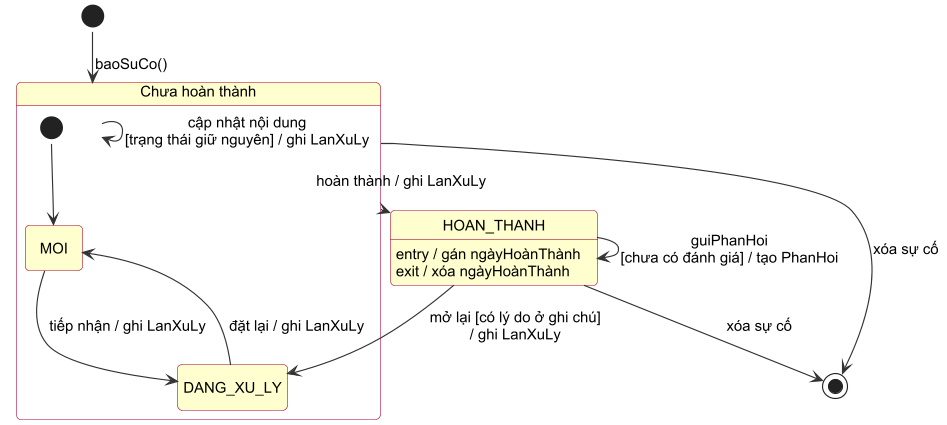 baoSuCo()
Chưa hoàn thành
cập nhật nội dung
[trạng thái giữ nguyên] / ghi LanXuLy
hoàn thành / ghi LanXuLy
MOI
HOAN_THANH
entry / gán ngàyHoànThành
exit / xóa ngàyHoànThành
guiPhanHoi
[chưa có đánh giá] / tạo PhanHoi
xóa sự cố
tiếp nhận / ghi LanXuLy
đặt lại / ghi LanXuLy
mở lại [có lý do ở ghi chú]
/ ghi LanXuLy
xóa sự cố
DANG_XU_LY